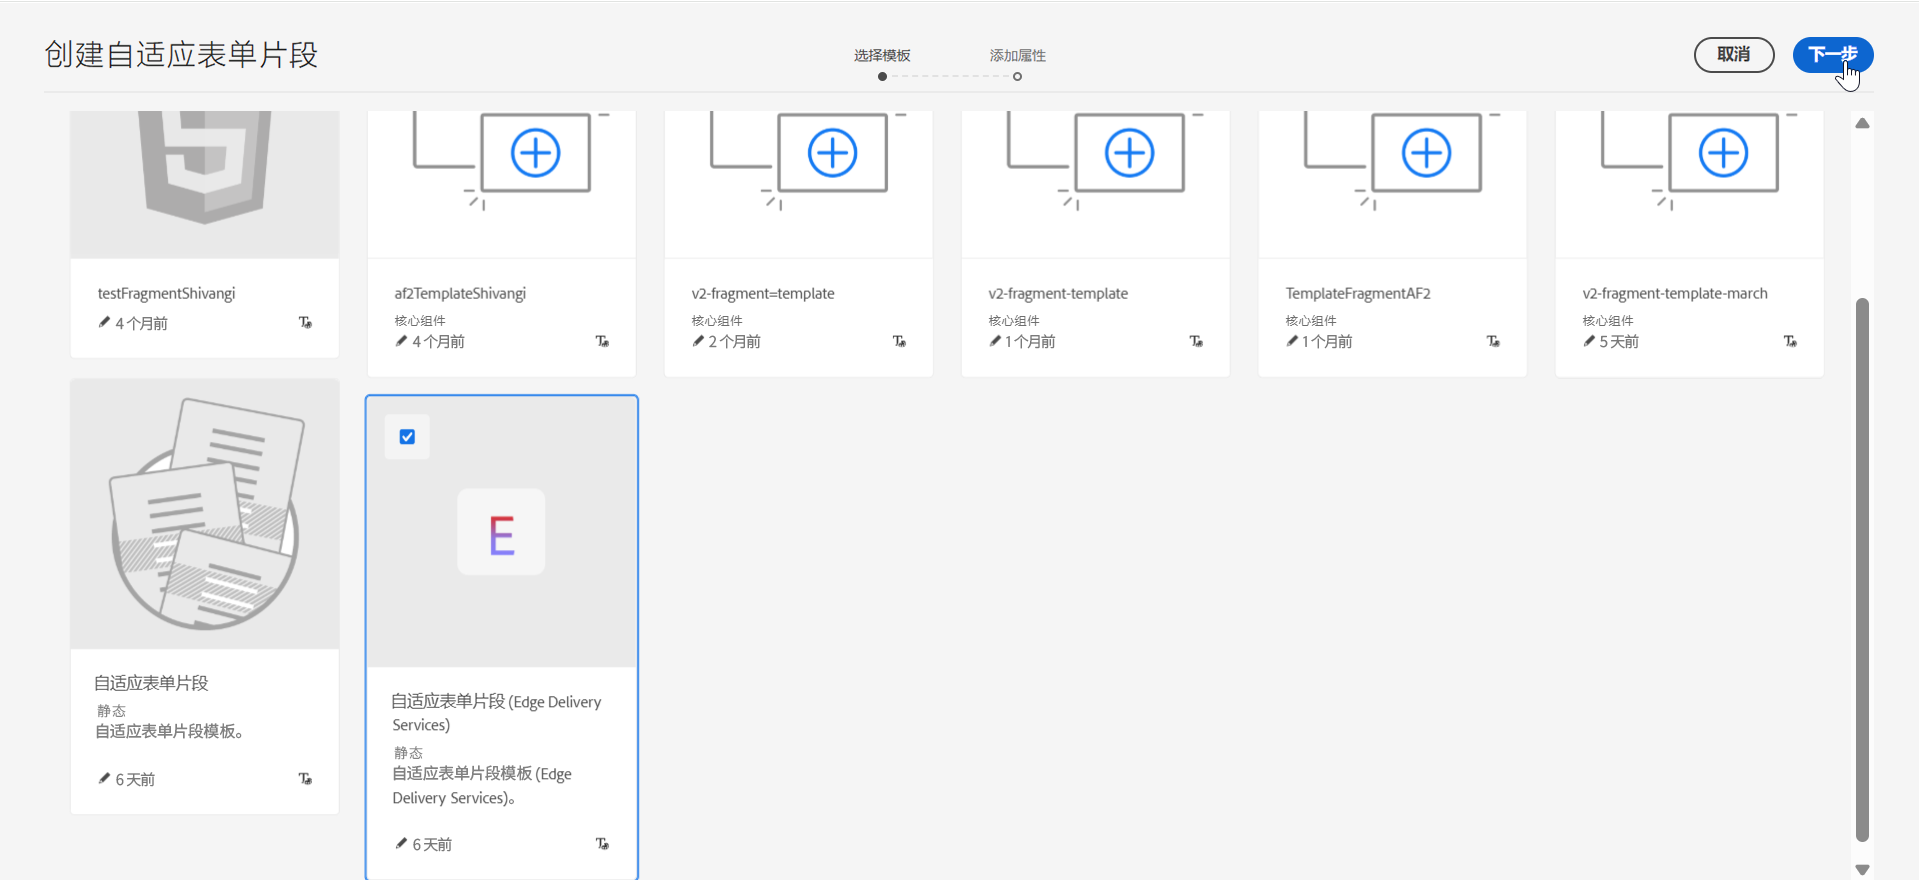 创建自适应表单片段
选择模板
添加属性
取消
下一步
testFragmentShivangi
4 个月前
af2TemplateShivangi
核心组件
4 个月前
v2-fragment=template
核心组件
2 个月前
v2-fragment-template
核心组件
1 个月前
TemplateFragmentAF2
核心组件
1 个月前
v2-fragment-template-march
核心组件
5 天前
自适应表单片段
静态
自适应表单片段模板。
6 天前
E
自适应表单片段 (Edge Delivery
Services)
静态
自适应表单片段模板 (Edge
Delivery Services)。
6 天前